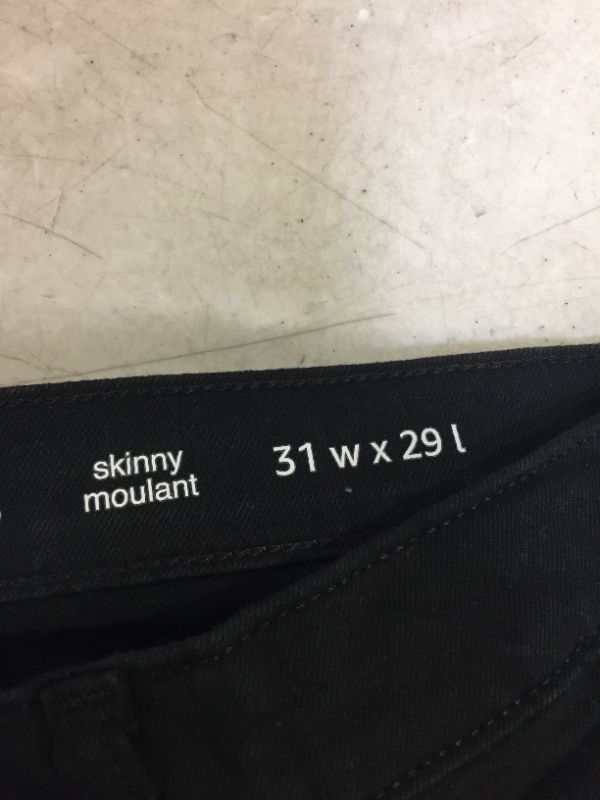 skinny
moulant
31 w x 29 l